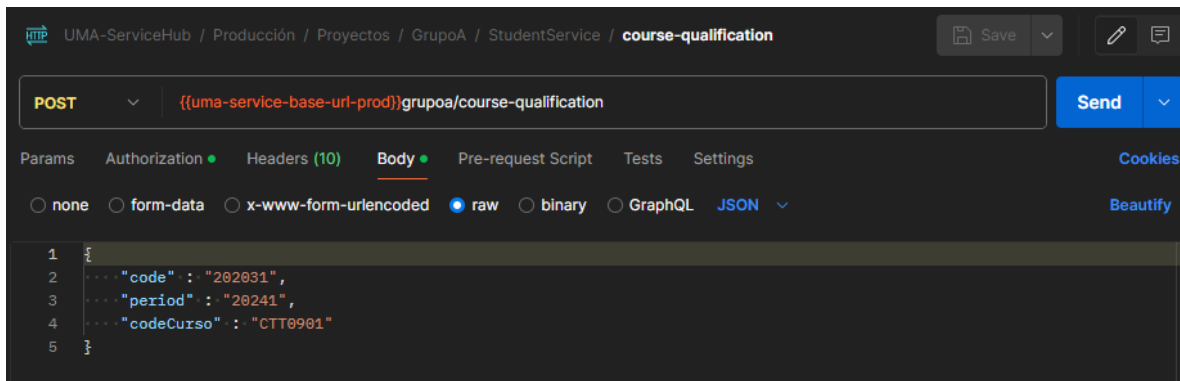 HTTP UMA-ServiceHub / Producción / Proyectos / GrupoA / StudentService / course-qualification Save
POST {{uma-service-base-url-prod}}grupoa/course-qualification Send
Params Authorization Headers (10) Body Pre-request Script Tests Settings Cookies
none form-data x-www-form-urlencoded raw binary GraphQL JSON Beautify
1 {
2 "code" : "202031",
3 "period" : "20241",
4 "codeCurso" : "CTT0901"
5 }